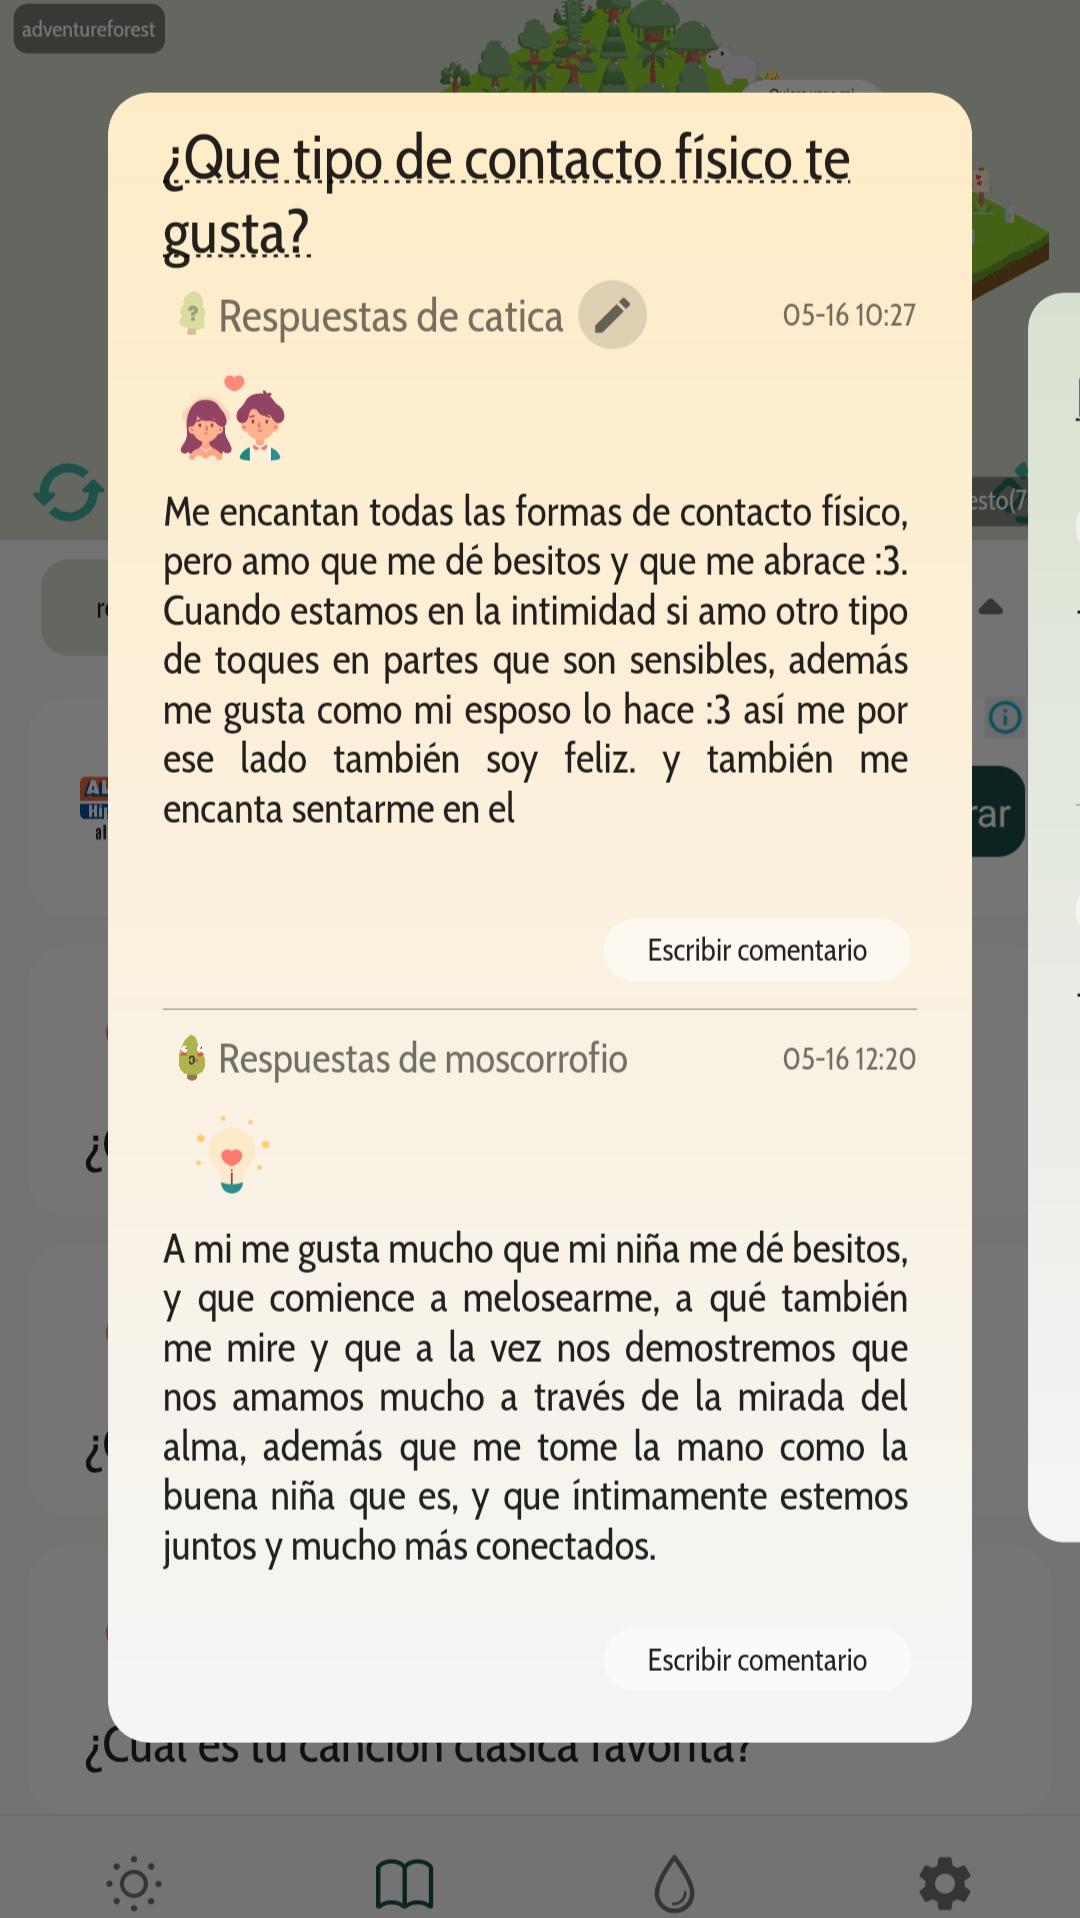 adventureforest
¿Que tipo de contacto físico te
gusta?
Respuestas de catica
05-16 10:27
Me encantan todas las formas de contacto físico,
pero amo que me dé besitos y que me abrace :3.
Cuando estamos en la intimidad si amo otro tipo
de toques en partes que son sensibles, además
me gusta como mi esposo lo hace :3 así me por
ese lado también soy feliz. y también me
encanta sentarme en el
Escribir comentario
Respuestas de moscorrofio
05-16 12:20
A mi me gusta mucho que mi niña me dé besitos,
y que comience a melosearme, a qué también
me mire y que a la vez nos demostremos que
nos amamos mucho a través de la mirada del
alma, además que me tome la mano como la
buena niña que es, y que íntimamente estemos
juntos y mucho más conectados.
Escribir comentario
¿Cuál es tu canción clásica favorita?